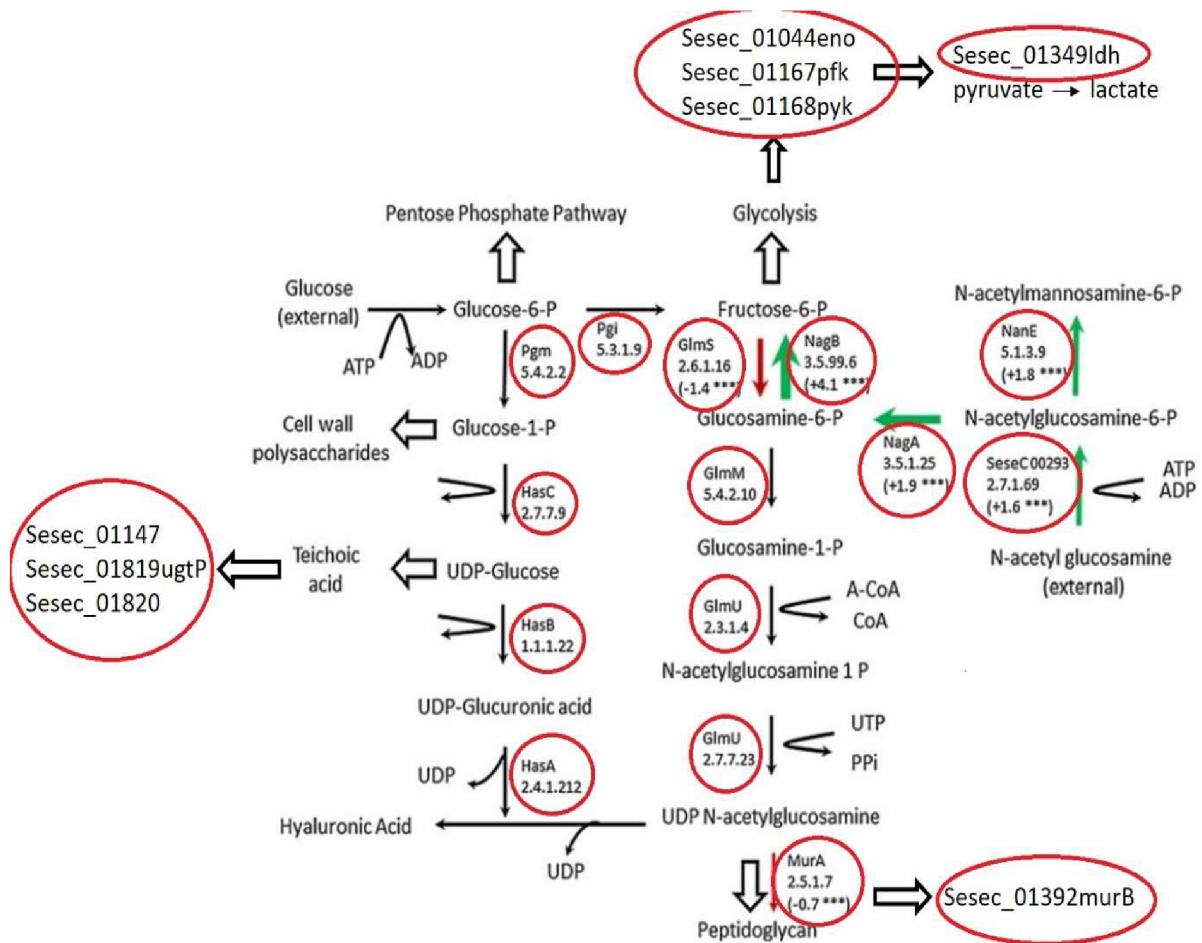 Sesec_01044eno
Sesec_01167pfk
Sesec_01168pyk
Sesec_01349ldh
pyruvate → lactate
Pentose Phosphate Pathway
Glycolysis
Glucose
(external)
Glucose-6-P
Fructose-6-P
N-acetylmannosamine-6-P
ATP
ADP
Pgm
5.4.2.2
Pgi
5.3.1.9
GlmS
2.6.1.16
(-1.4 ***)
NagB
3.5.99.6
(+4.1 ***)
NanE
5.1.3.9
(+1.8 ***)
Cell wall
polysaccharides
Glucose-1-P
Glucosamine-6-P
N-acetylglucosamine-6-P
HasC
2.7.7.9
GlmM
5.4.2.10
NagA
3.5.1.25
(+1.9 ***)
SeseC00293
2.7.1.69
(+1.6 ***)
ATP
ADP
Sesec_01147
Sesec_01819ugtP
Sesec_01820
Teichoic
acid
UDP-Glucose
Glucosamine-1-P
N-acetyl glucosamine
(external)
HasB
1.1.1.22
GlmU
2.3.1.4
A-CoA
CoA
UDP-Glucuronic acid
N-acetylglucosamine 1 P
UDP
HasA
2.4.1.212
GlmU
2.7.7.23
UTP
PPi
Hyaluronic Acid
UDP
UDP N-acetylglucosamine
MurA
2.5.1.7
(-0.7 ***)
Peptidoglycan
Sesec_01392murB